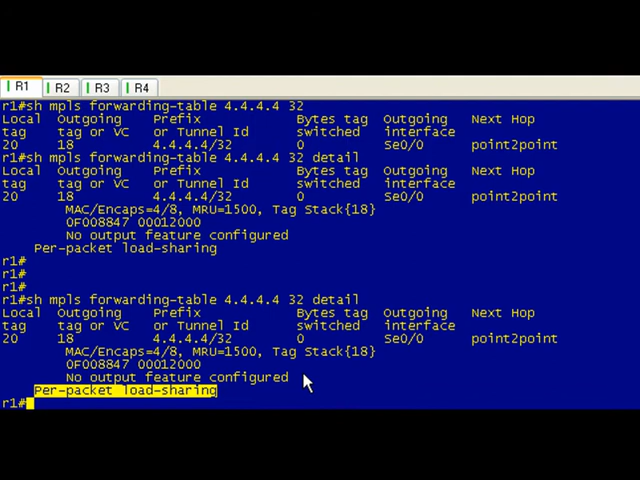 R1 R2 R3 R4
r1#sh mpls forwarding-table 4.4.4.4 32
Local Outgoing Prefix Bytes tag Outgoing Next Hop
tag tag or VC or Tunnel Id switched interface
20 18 4.4.4.4/32 0 Se0/0 point2point
r1#sh mpls forwarding-table 4.4.4.4 32 detail
Local Outgoing Prefix Bytes tag Outgoing Next Hop
tag tag or VC or Tunnel Id switched interface
20 18 4.4.4.4/32 0 Se0/0 point2point
MAC/Encaps=4/8, MRU=1500, Tag Stack{18}
0F008847 00012000
No output feature configured
Per-packet load-sharing
r1#
r1#
r1#
r1#sh mpls forwarding-table 4.4.4.4 32 detail
Local Outgoing Prefix Bytes tag Outgoing Next Hop
tag tag or VC or Tunnel Id switched interface
20 18 4.4.4.4/32 0 Se0/0 point2point
MAC/Encaps=4/8, MRU=1500, Tag Stack{18}
0F008847 00012000
No output feature configured
Per-packet load-sharing
r1#